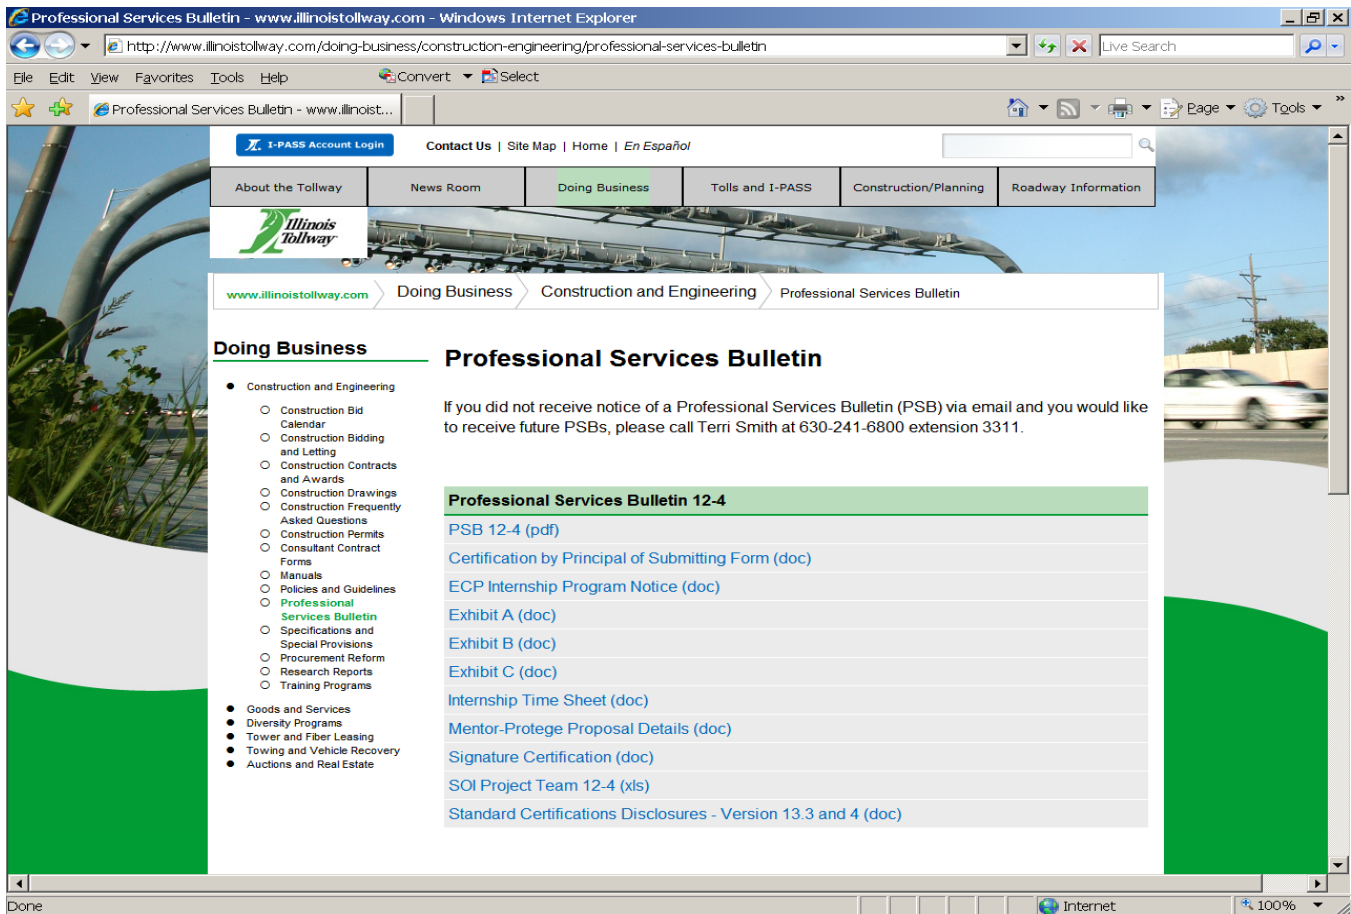 Professional Services Bulletin - www.illinoistollway.com - Windows Internet Explorer
http://www.illinoistollway.com/doing-business/construction-engineering/professional-services-bulletin
Live Search
File Edit View Favorites Tools Help
Convert Select
Professional Services Bulletin - www.illinoist...
Page Tools
I-PASS Account Login
Contact Us | Site Map | Home | En Español
About the Tollway
News Room
Doing Business
Tolls and I-PASS
Construction/Planning
Roadway Information
Illinois
Tollway
www.illinoistollway.com
Doing Business
Construction and Engineering
Professional Services Bulletin
Doing Business
Construction and Engineering
Construction Bid
Calendar
Construction Bidding
and Letting
Construction Contracts
and Awards
Construction Drawings
Construction Frequently
Asked Questions
Construction Permits
Consultant Contract
Forms
Manuals
Policies and Guidelines
Professional
Services Bulletin
Specifications and
Special Provisions
Procurement Reform
Research Reports
Training Programs
Goods and Services
Diversity Programs
Tower and Fiber Leasing
Towing and Vehicle Recovery
Auctions and Real Estate
Professional Services Bulletin
If you did not receive notice of a Professional Services Bulletin (PSB) via email and you would like
to receive future PSBs, please call Terri Smith at 630-241-6800 extension 3311.
Professional Services Bulletin 12-4
PSB 12-4 (pdf)
Certification by Principal of Submitting Form (doc)
ECP Internship Program Notice (doc)
Exhibit A (doc)
Exhibit B (doc)
Exhibit C (doc)
Internship Time Sheet (doc)
Mentor-Protege Proposal Details (doc)
Signature Certification (doc)
SOI Project Team 12-4 (xls)
Standard Certifications Disclosures - Version 13.3 and 4 (doc)
Done
Internet
100%